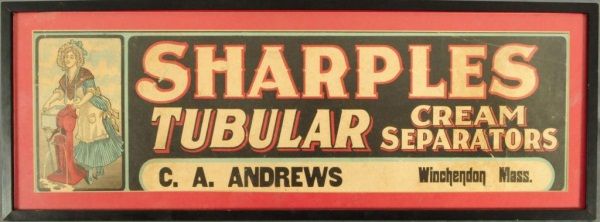 SHARPLES
TUBULAR CREAM SEPARATORS
C. A. ANDREWS Winchendon Mass.